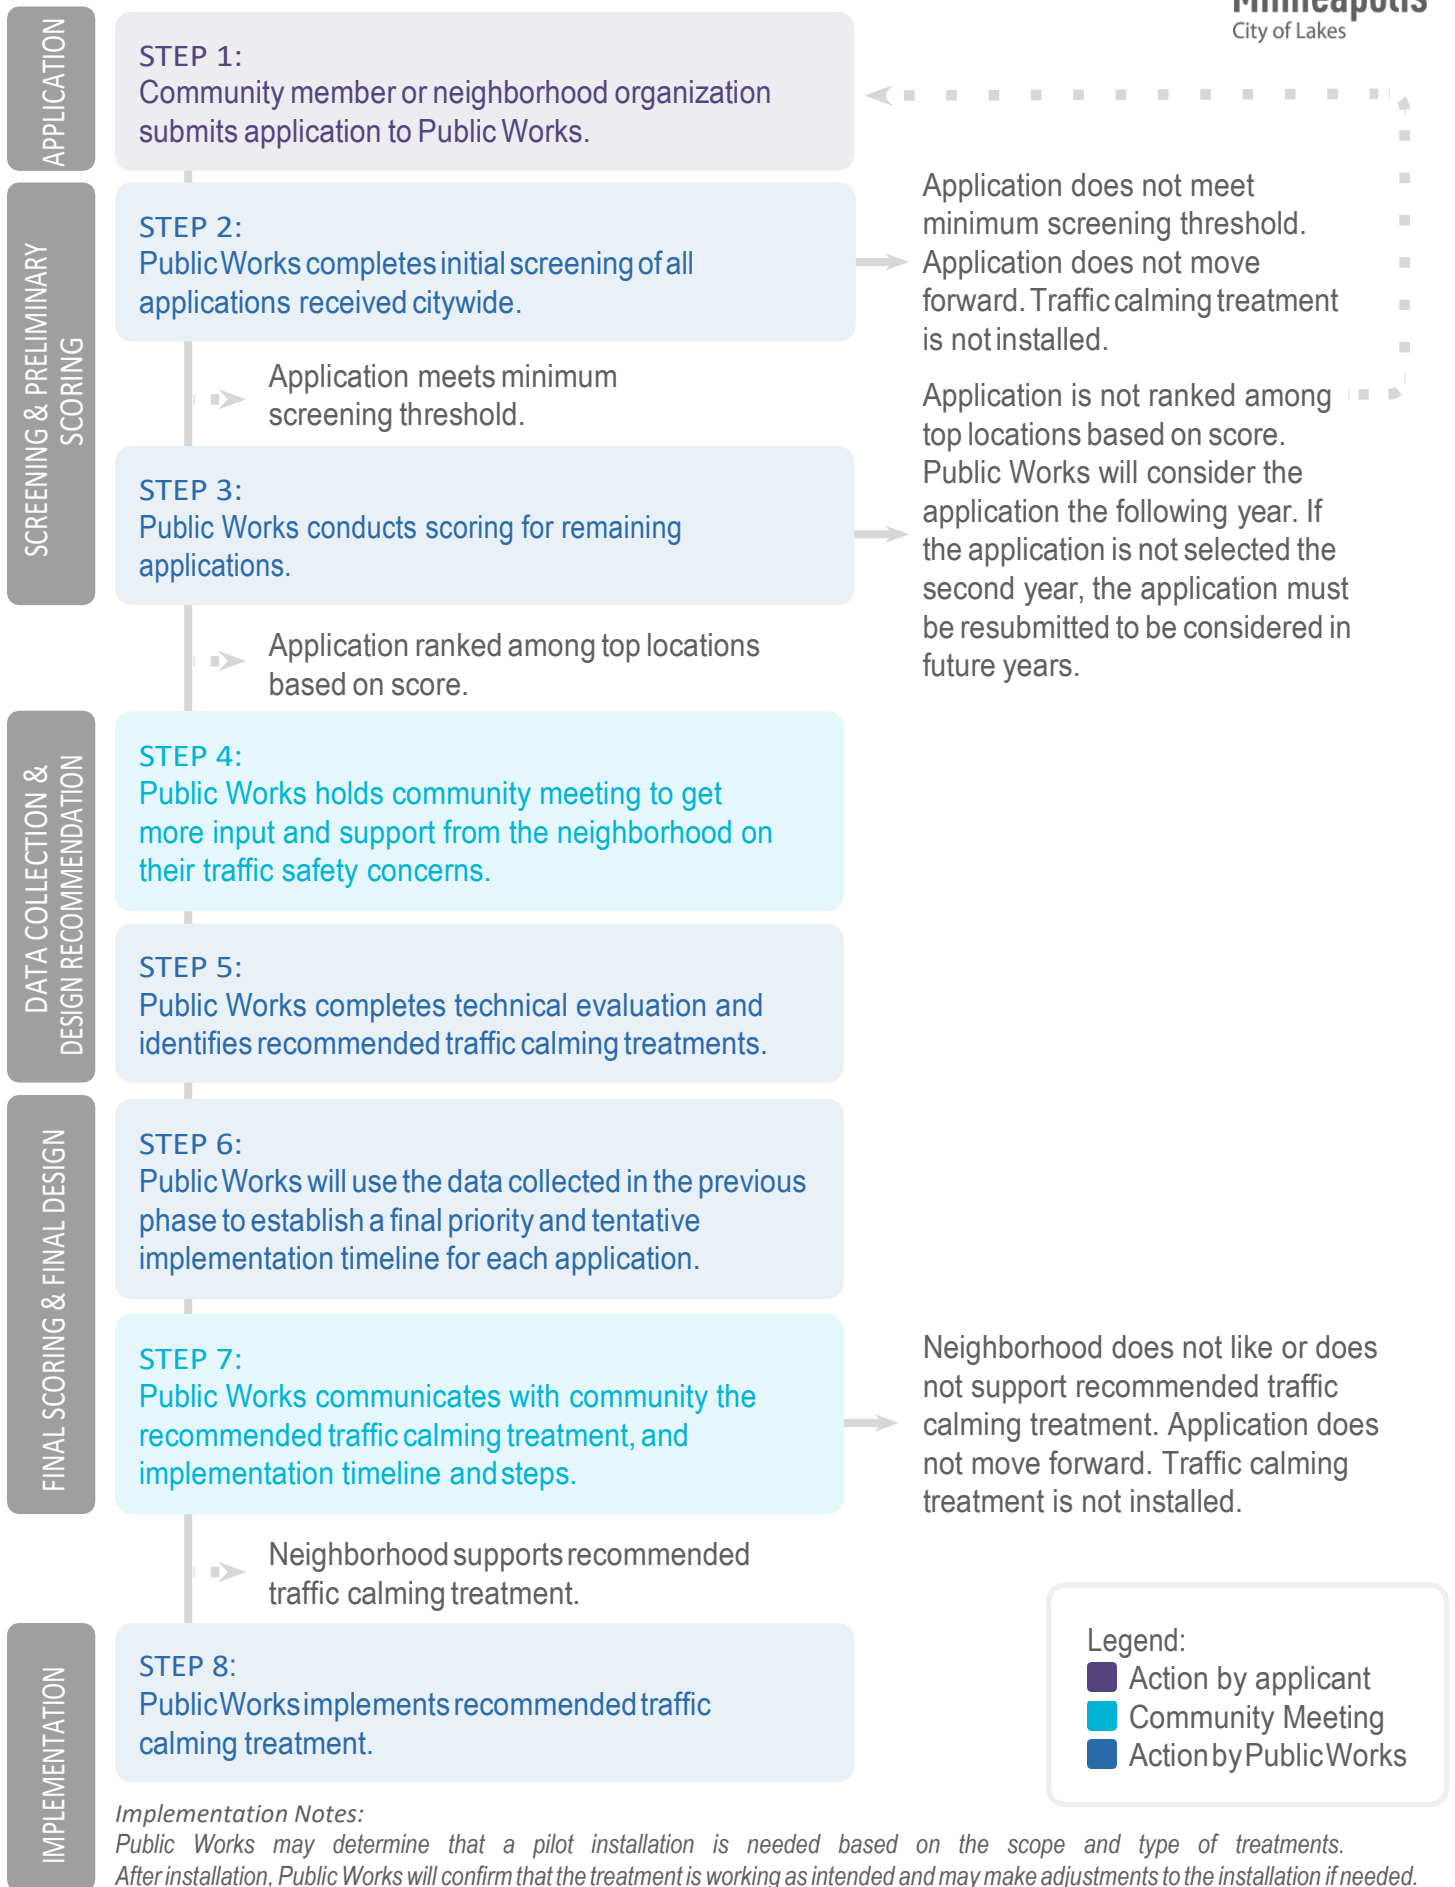 Minneapolis
City of Lakes
APPLICATION
STEP 1:
Community member or neighborhood organization
submits application to Public Works.
SCREENING & PRELIMINARY
SCORING
STEP 2:
Public Works completes initial screening of all
applications received citywide.
Application does not meet
minimum screening threshold.
Application does not move
forward. Traffic calming treatment
is not installed.
Application meets minimum
screening threshold.
STEP 3:
Public Works conducts scoring for remaining
applications.
Application is not ranked among
top locations based on score.
Public Works will consider the
application the following year. If
the application is not selected the
second year, the application must
be resubmitted to be considered in
future years.
Application ranked among top locations
based on score.
DATA COLLECTION &
DESIGN RECOMMENDATION
STEP 4:
Public Works holds community meeting to get
more input and support from the neighborhood on
their traffic safety concerns.
STEP 5:
Public Works completes technical evaluation and
identifies recommended traffic calming treatments.
FINAL SCORING & FINAL DESIGN
STEP 6:
Public Works will use the data collected in the previous
phase to establish a final priority and tentative
implementation timeline for each application.
STEP 7:
Public Works communicates with community the
recommended traffic calming treatment, and
implementation timeline and steps.
Neighborhood does not like or does
not support recommended traffic
calming treatment. Application does
not move forward. Traffic calming
treatment is not installed.
Neighborhood supports recommended
traffic calming treatment.
IMPLEMENTATION
STEP 8:
Public Works implements recommended traffic
calming treatment.
Legend:
Action by applicant
Community Meeting
Action by Public Works
Implementation Notes:
Public Works may determine that a pilot installation is needed based on the scope and type of treatments.
After installation, Public Works will confirm that the treatment is working as intended and may make adjustments to the installation if needed.